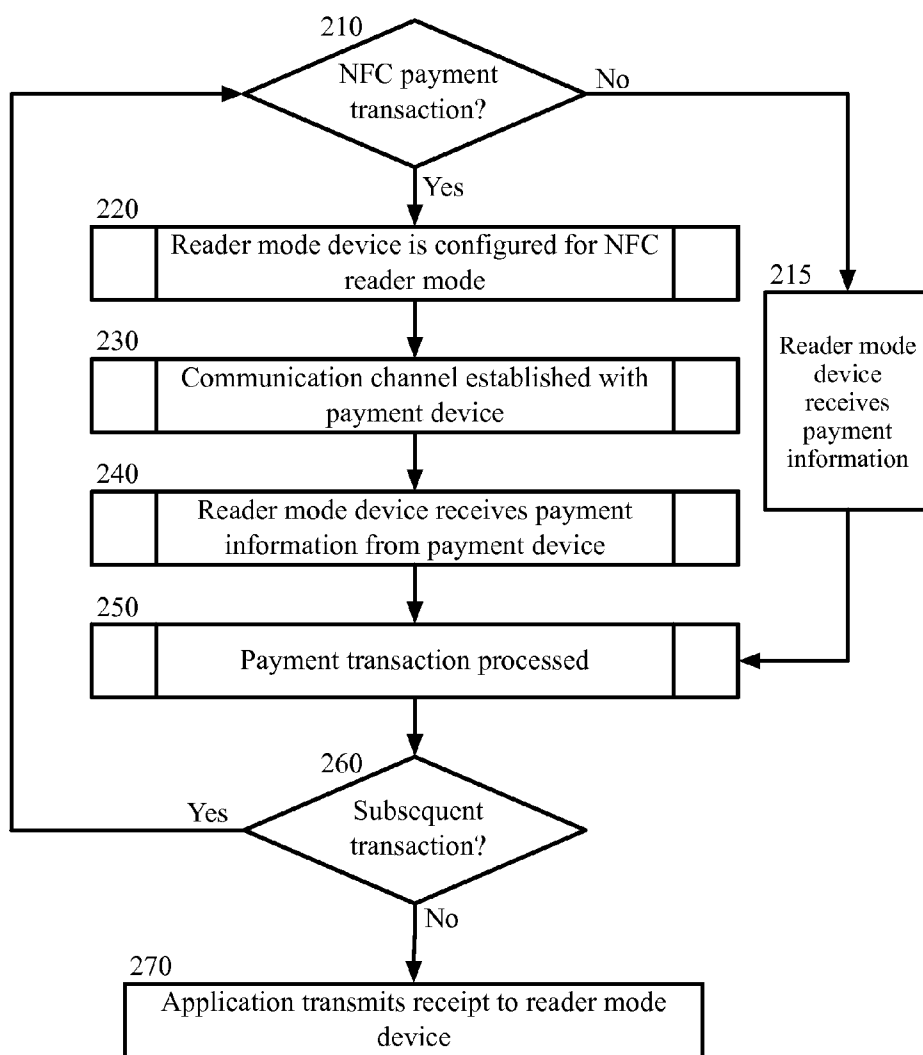 210
NFC payment
transaction?
No
Yes
220
Reader mode device is configured for NFC
reader mode
215
Reader mode
device
receives
payment
information
230
Communication channel established with
payment device
240
Reader mode device receives payment
information from payment device
250
Payment transaction processed
260
Subsequent
transaction?
Yes
No
270
Application transmits receipt to reader mode
device